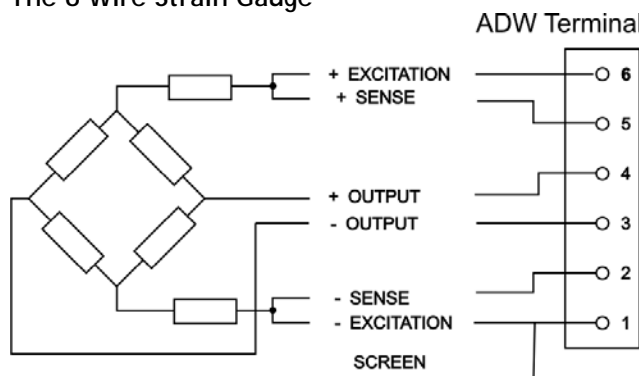 The 6 Wire Strain Gauge
ADW Terminal
+ EXCITATION
+ SENSE
+ OUTPUT
- OUTPUT
- SENSE
- EXCITATION
SCREEN
6
5
4
3
2
1